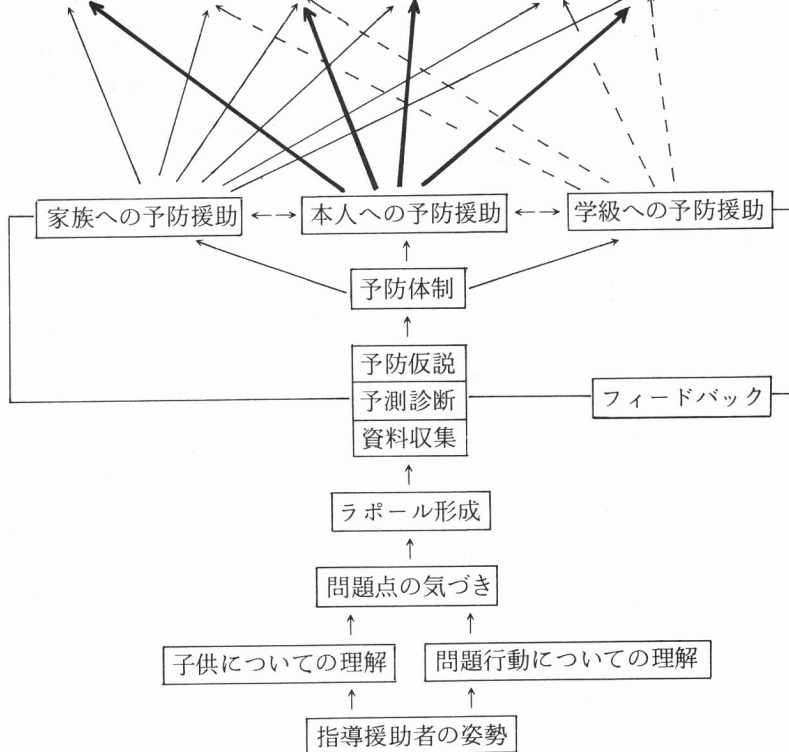 家族への予防援助
本人への予防援助
学級への予防援助
予防体制
予防仮説
予測診断
フィードバック
資料収集
ラポール形成
問題点の気づき
子供についての理解
問題行動についての理解
指導援助者の姿勢